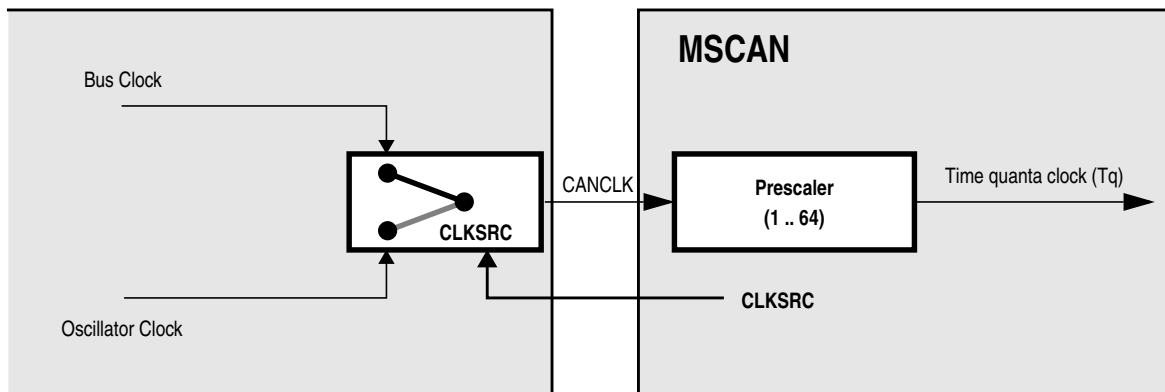 MSCAN
Bus Clock
CANCLK
Prescaler
(1 .. 64)
Time quanta clock (Tq)
CLKSRC
CLKSRC
Oscillator Clock